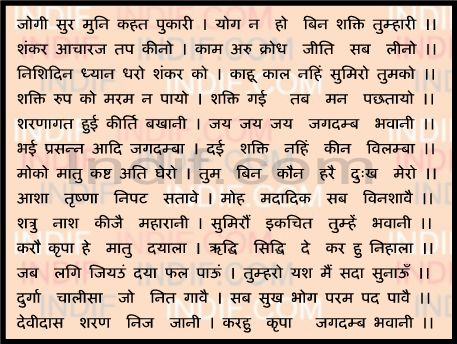 जोगी सुर मुनि कहत पुकारी । योग न हो बिन शक्ति तुम्हारी ।।
शंकर आचारज तप कीनो । काम अरु क्रोध जीति सब लीनो ।।
निशिदिन ध्यान धरो शंकर को । काहू काल नहिं सुमिरो तुमको ।।
शक्ति रुप को मरम न पायो । शक्ति गई तब मन पछतायो ।।
शरणागत हुई कीर्ति बखानी । जय जय जय जगदम्ब भवानी ।।
भई प्रसन्न आदि जगदम्बा । दई शक्ति नहिं कीन विलम्बा ।।
मोको मातु कष्ट अति घेरो । तुम बिन कौन हरै दुःख मेरो ।।
आशा तृष्णा निपट सतावे । मोह मदादिक सब विनशावै ।।
शत्रु नाश कीजै महारानी । सुमिरौं इकचित तुम्हें भवानी ।।
करौ कृपा हे मातु दयाला । ऋद्धि सिद्धि दे कर हु निहाला ।।
जब लगि जियउं दया फल पाऊं । तुम्हरो यश मैं सदा सुनाऊँ ।।
दुर्गा चालीसा जो नित गावै । सब सुख भोग परम पद पावै ।।
देवीदास शरण निज जानी । करहु कृपा जगदम्ब भवानी ।।